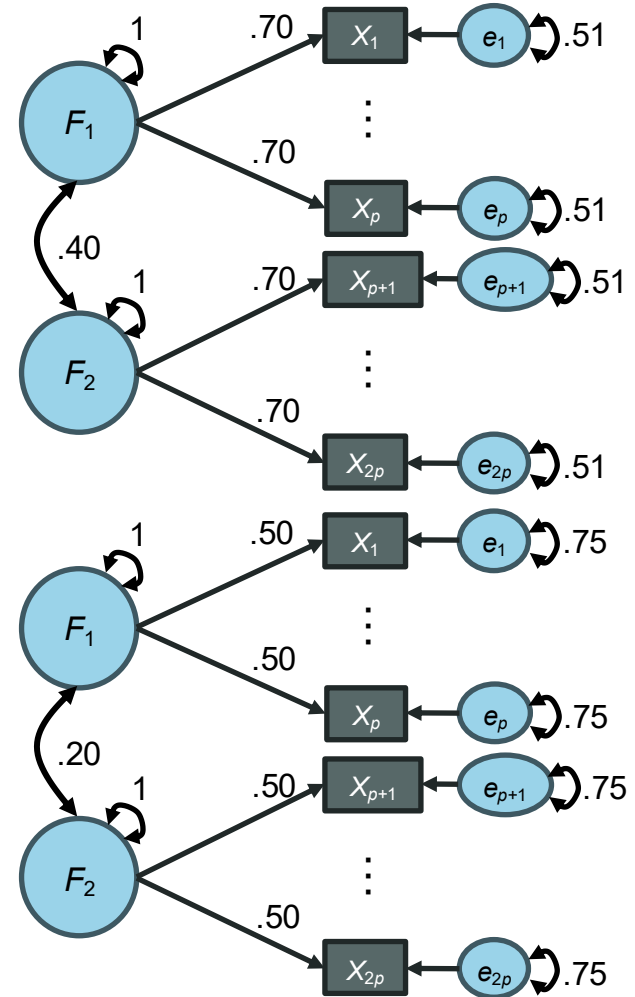 1 .70 X1 e1 .51
F1 ⋮
.70 Xp ep .51
.40
1 .70 Xp+1 ep+1 .51
F2 ⋮
.70 X2p e2p .51
1 .50 X1 e1 .75
F1 ⋮
.50 Xp ep .75
.20
1 .50 Xp+1 ep+1 .75
F2 ⋮
.50 X2p e2p .75